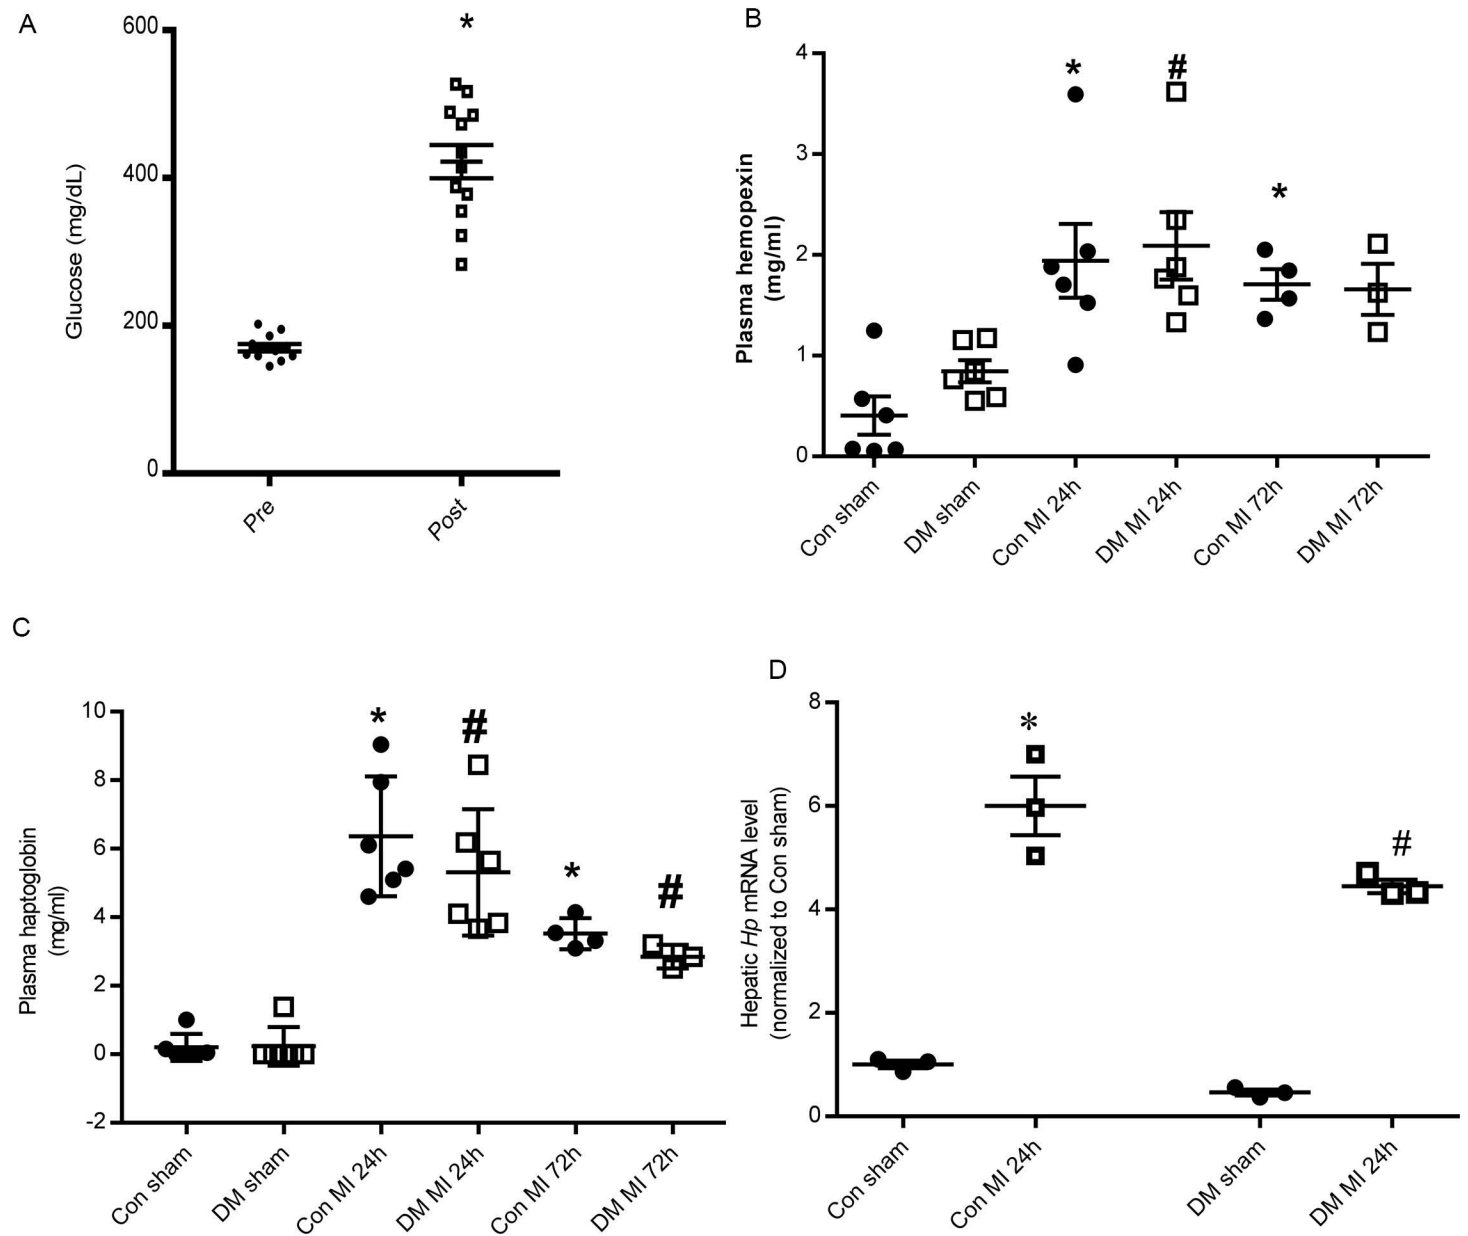 A
600
400
200
0
Glucose (mg/dL)
*
Pre
Post
B
4
3
2
1
0
Plasma hemopexin
(mg/ml)
*
#
*
Con sham
DM sham
Con MI 24h
DM MI 24h
Con MI 72h
DM MI 72h
C
10
8
6
4
2
0
-2
Plasma haptoglobin
(mg/ml)
*
#
*
#
Con sham
DM sham
Con MI 24h
DM MI 24h
Con MI 72h
DM MI 72h
D
8
6
4
2
0
Hepatic Hp mRNA level
(normalized to Con sham)
*
#
Con sham
Con MI 24h
DM sham
DM MI 24h